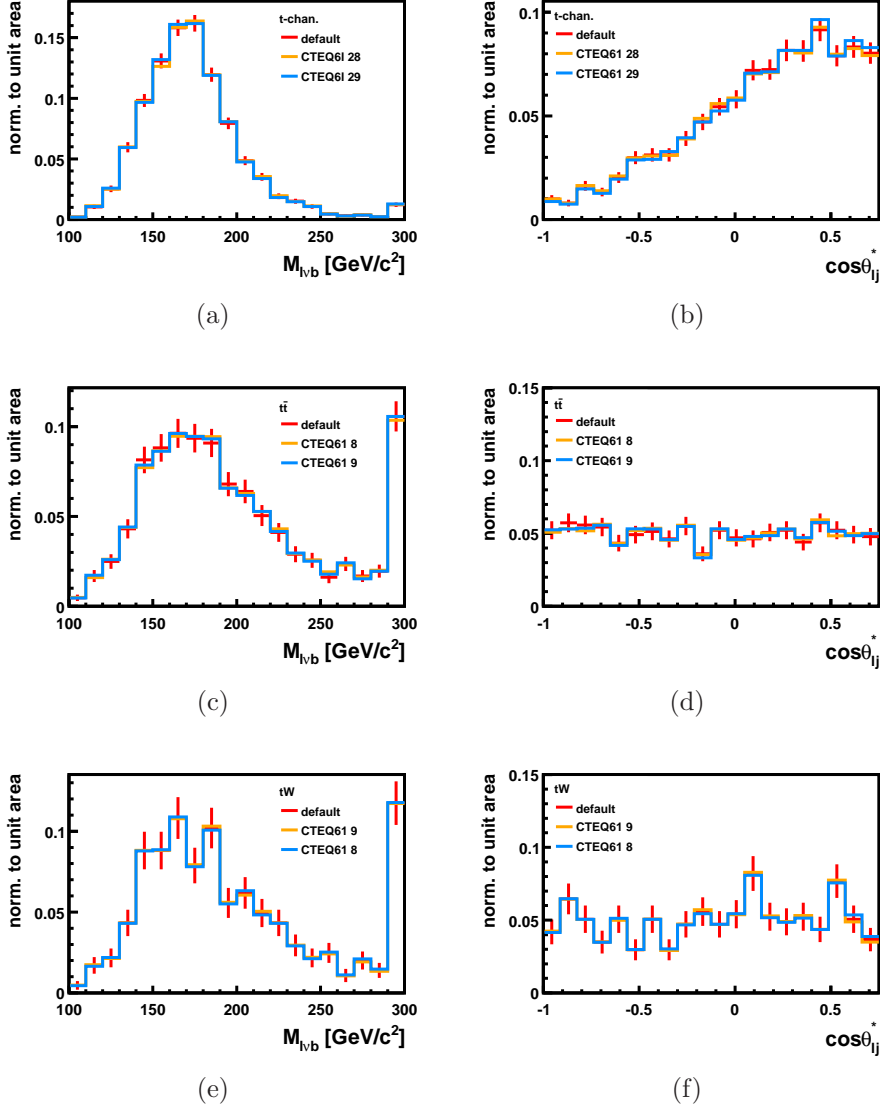 norm. to unit area
0.15
0.1
0.05
0
t-chan.
default
CTEQ6I 28
CTEQ6I 29
100 150 200 250 300
M_lνb [GeV/c²]
(a)
norm. to unit area
0.1
0.05
0
t-chan.
default
CTEQ61 28
CTEQ61 29
-1 -0.5 0 0.5
cosθ*_lj
(b)
norm. to unit area
0.1
0.05
0
tt̄
default
CTEQ61 8
CTEQ61 9
100 150 200 250 300
M_lνb [GeV/c²]
(c)
norm. to unit area
0.15
0.1
0.05
0
tt̄
default
CTEQ61 8
CTEQ61 9
-1 -0.5 0 0.5
cosθ*_lj
(d)
norm. to unit area
0.1
0.05
0
tW
default
CTEQ61 9
CTEQ61 8
100 150 200 250 300
M_lνb [GeV/c²]
(e)
norm. to unit area
0.15
0.1
0.05
0
tW
default
CTEQ61 9
CTEQ61 8
-1 -0.5 0 0.5
cosθ*_lj
(f)